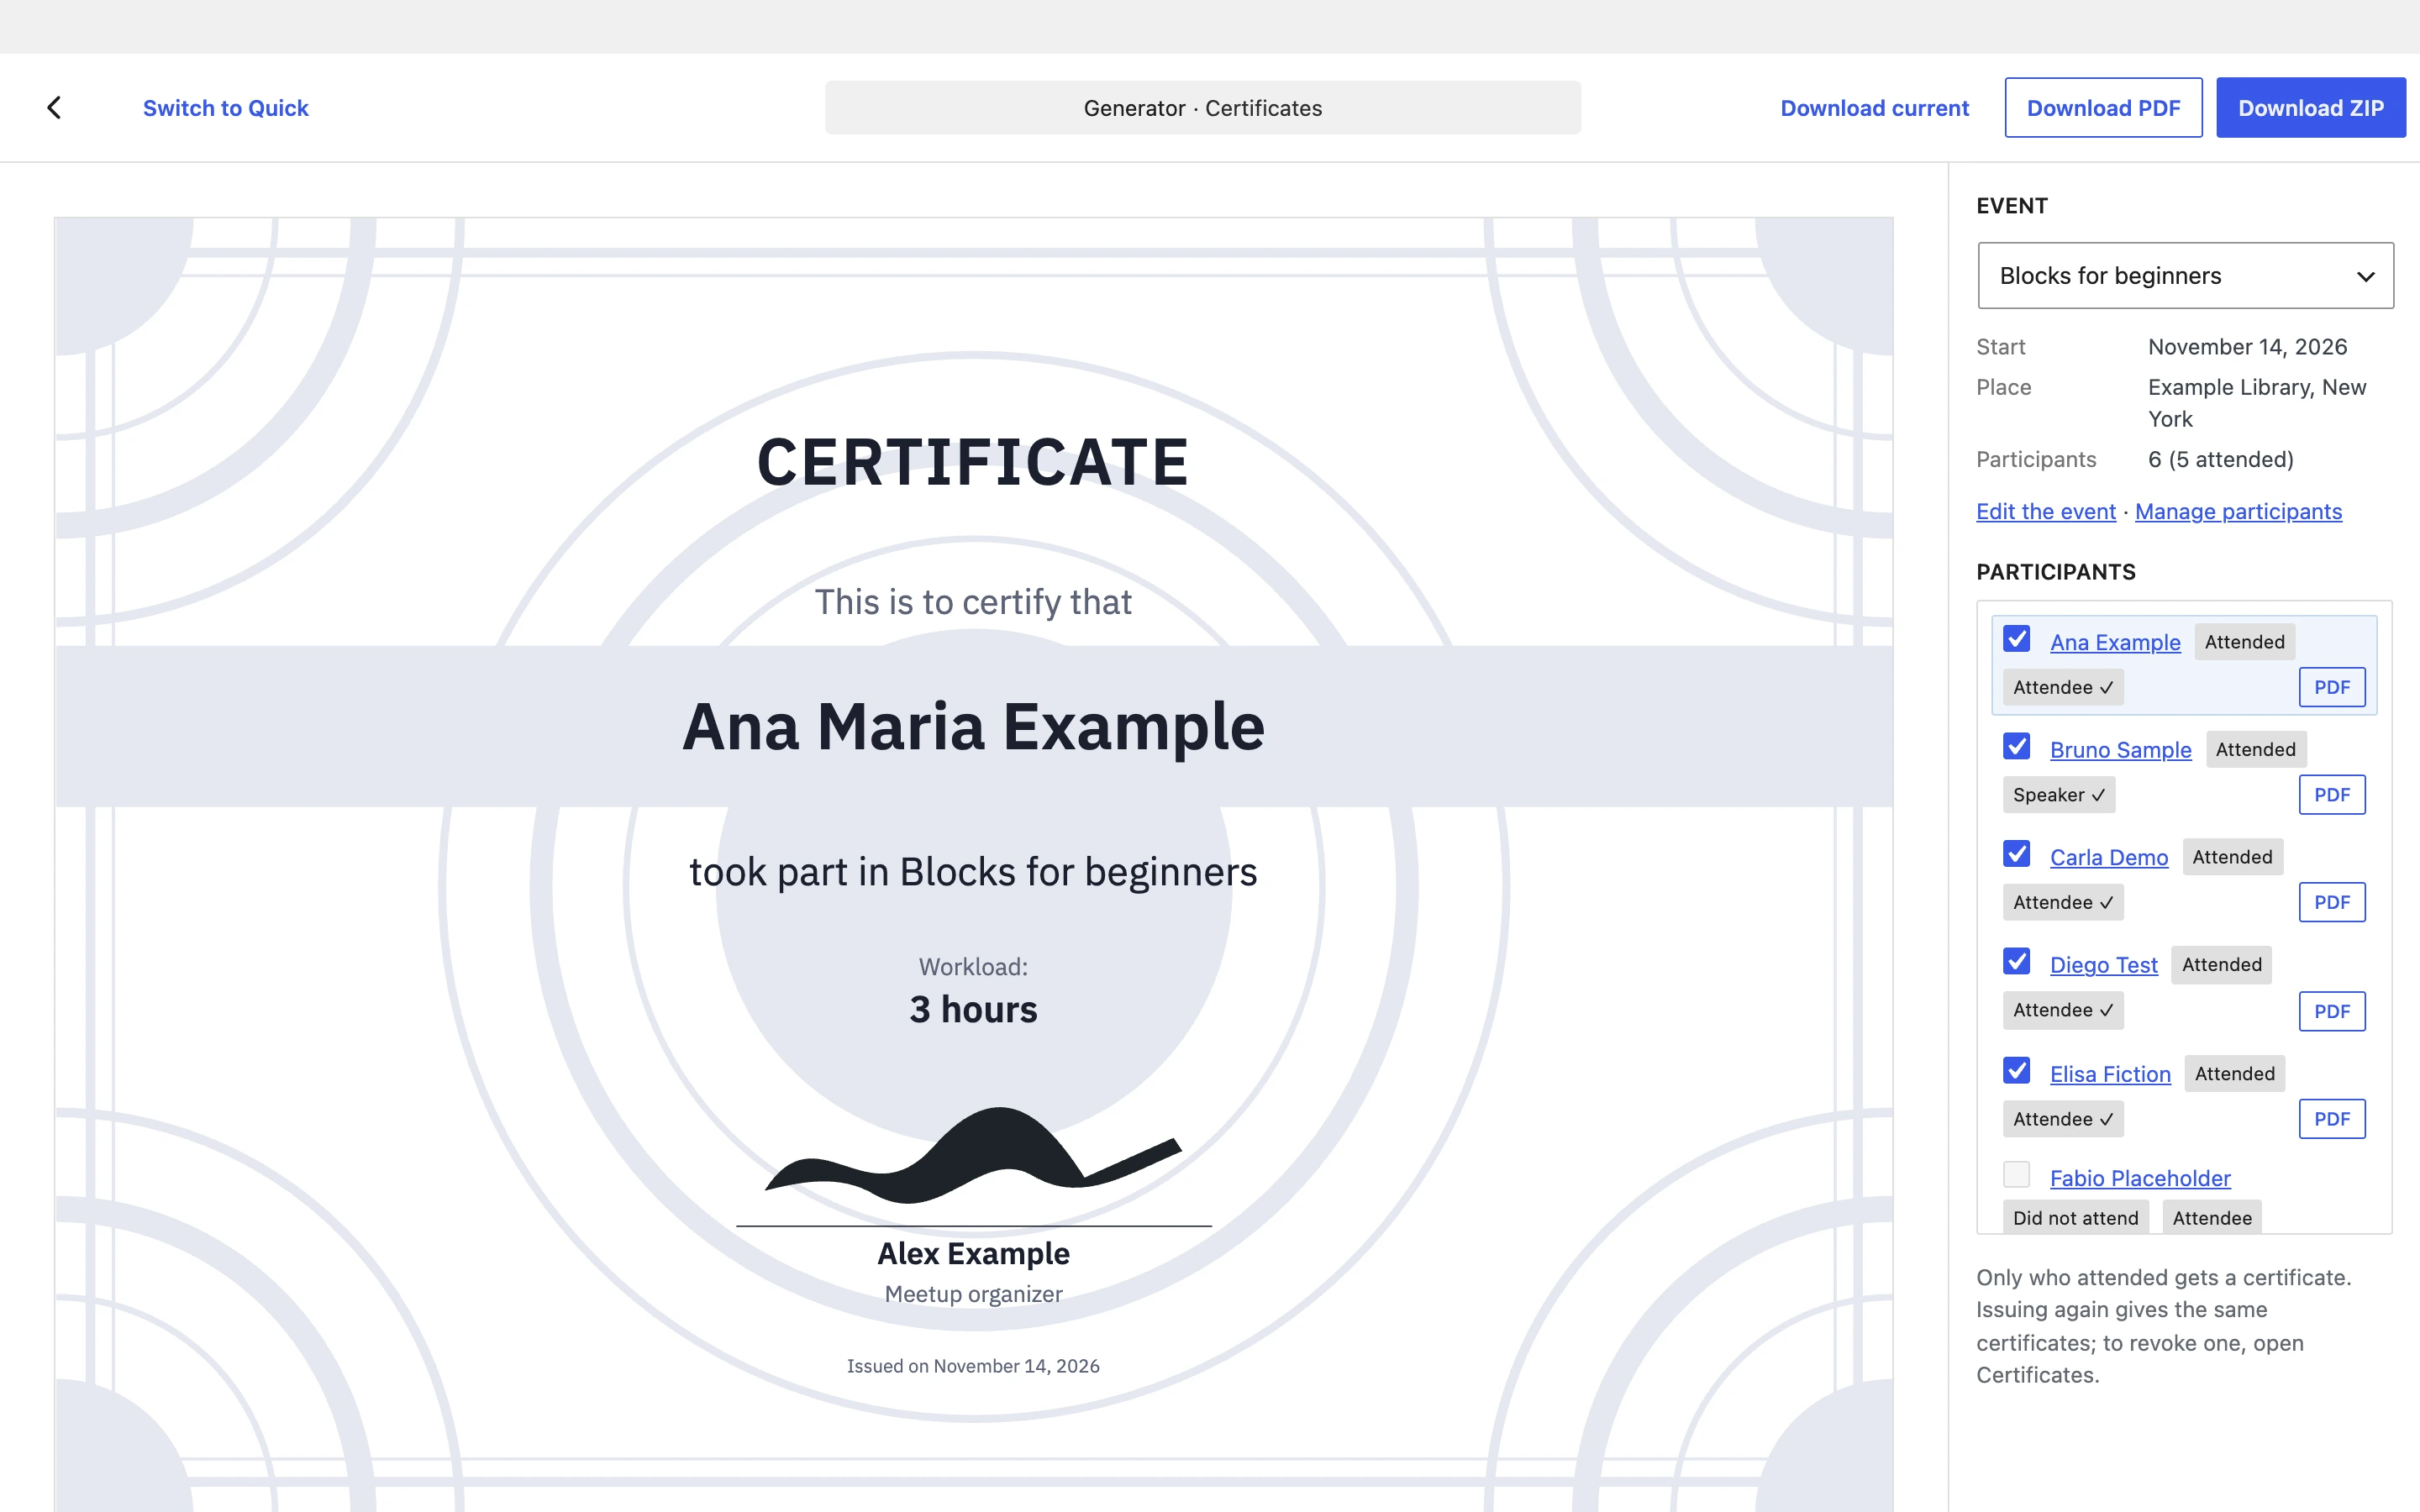 Switch to Quick
Generator · Certificates
Download current
Download PDF
Download ZIP
CERTIFICATE
This is to certify that
Ana Maria Example
took part in Blocks for beginners
Workload:
3 hours
Alex Example
Meetup organizer
Issued on November 14, 2026
EVENT
Blocks for beginners
Start November 14, 2026
Place Example Library, New
York
Participants 6 (5 attended)
Edit the event · Manage participants
PARTICIPANTS
Ana Example Attended
Attendee ✓ PDF
Bruno Sample Attended
Speaker ✓ PDF
Carla Demo Attended
Attendee ✓ PDF
Diego Test Attended
Attendee ✓ PDF
Elisa Fiction Attended
Attendee ✓ PDF
Fabio Placeholder
Did not attend Attendee
Only who attended gets a certificate.
Issuing again gives the same
certificates; to revoke one, open
Certificates.